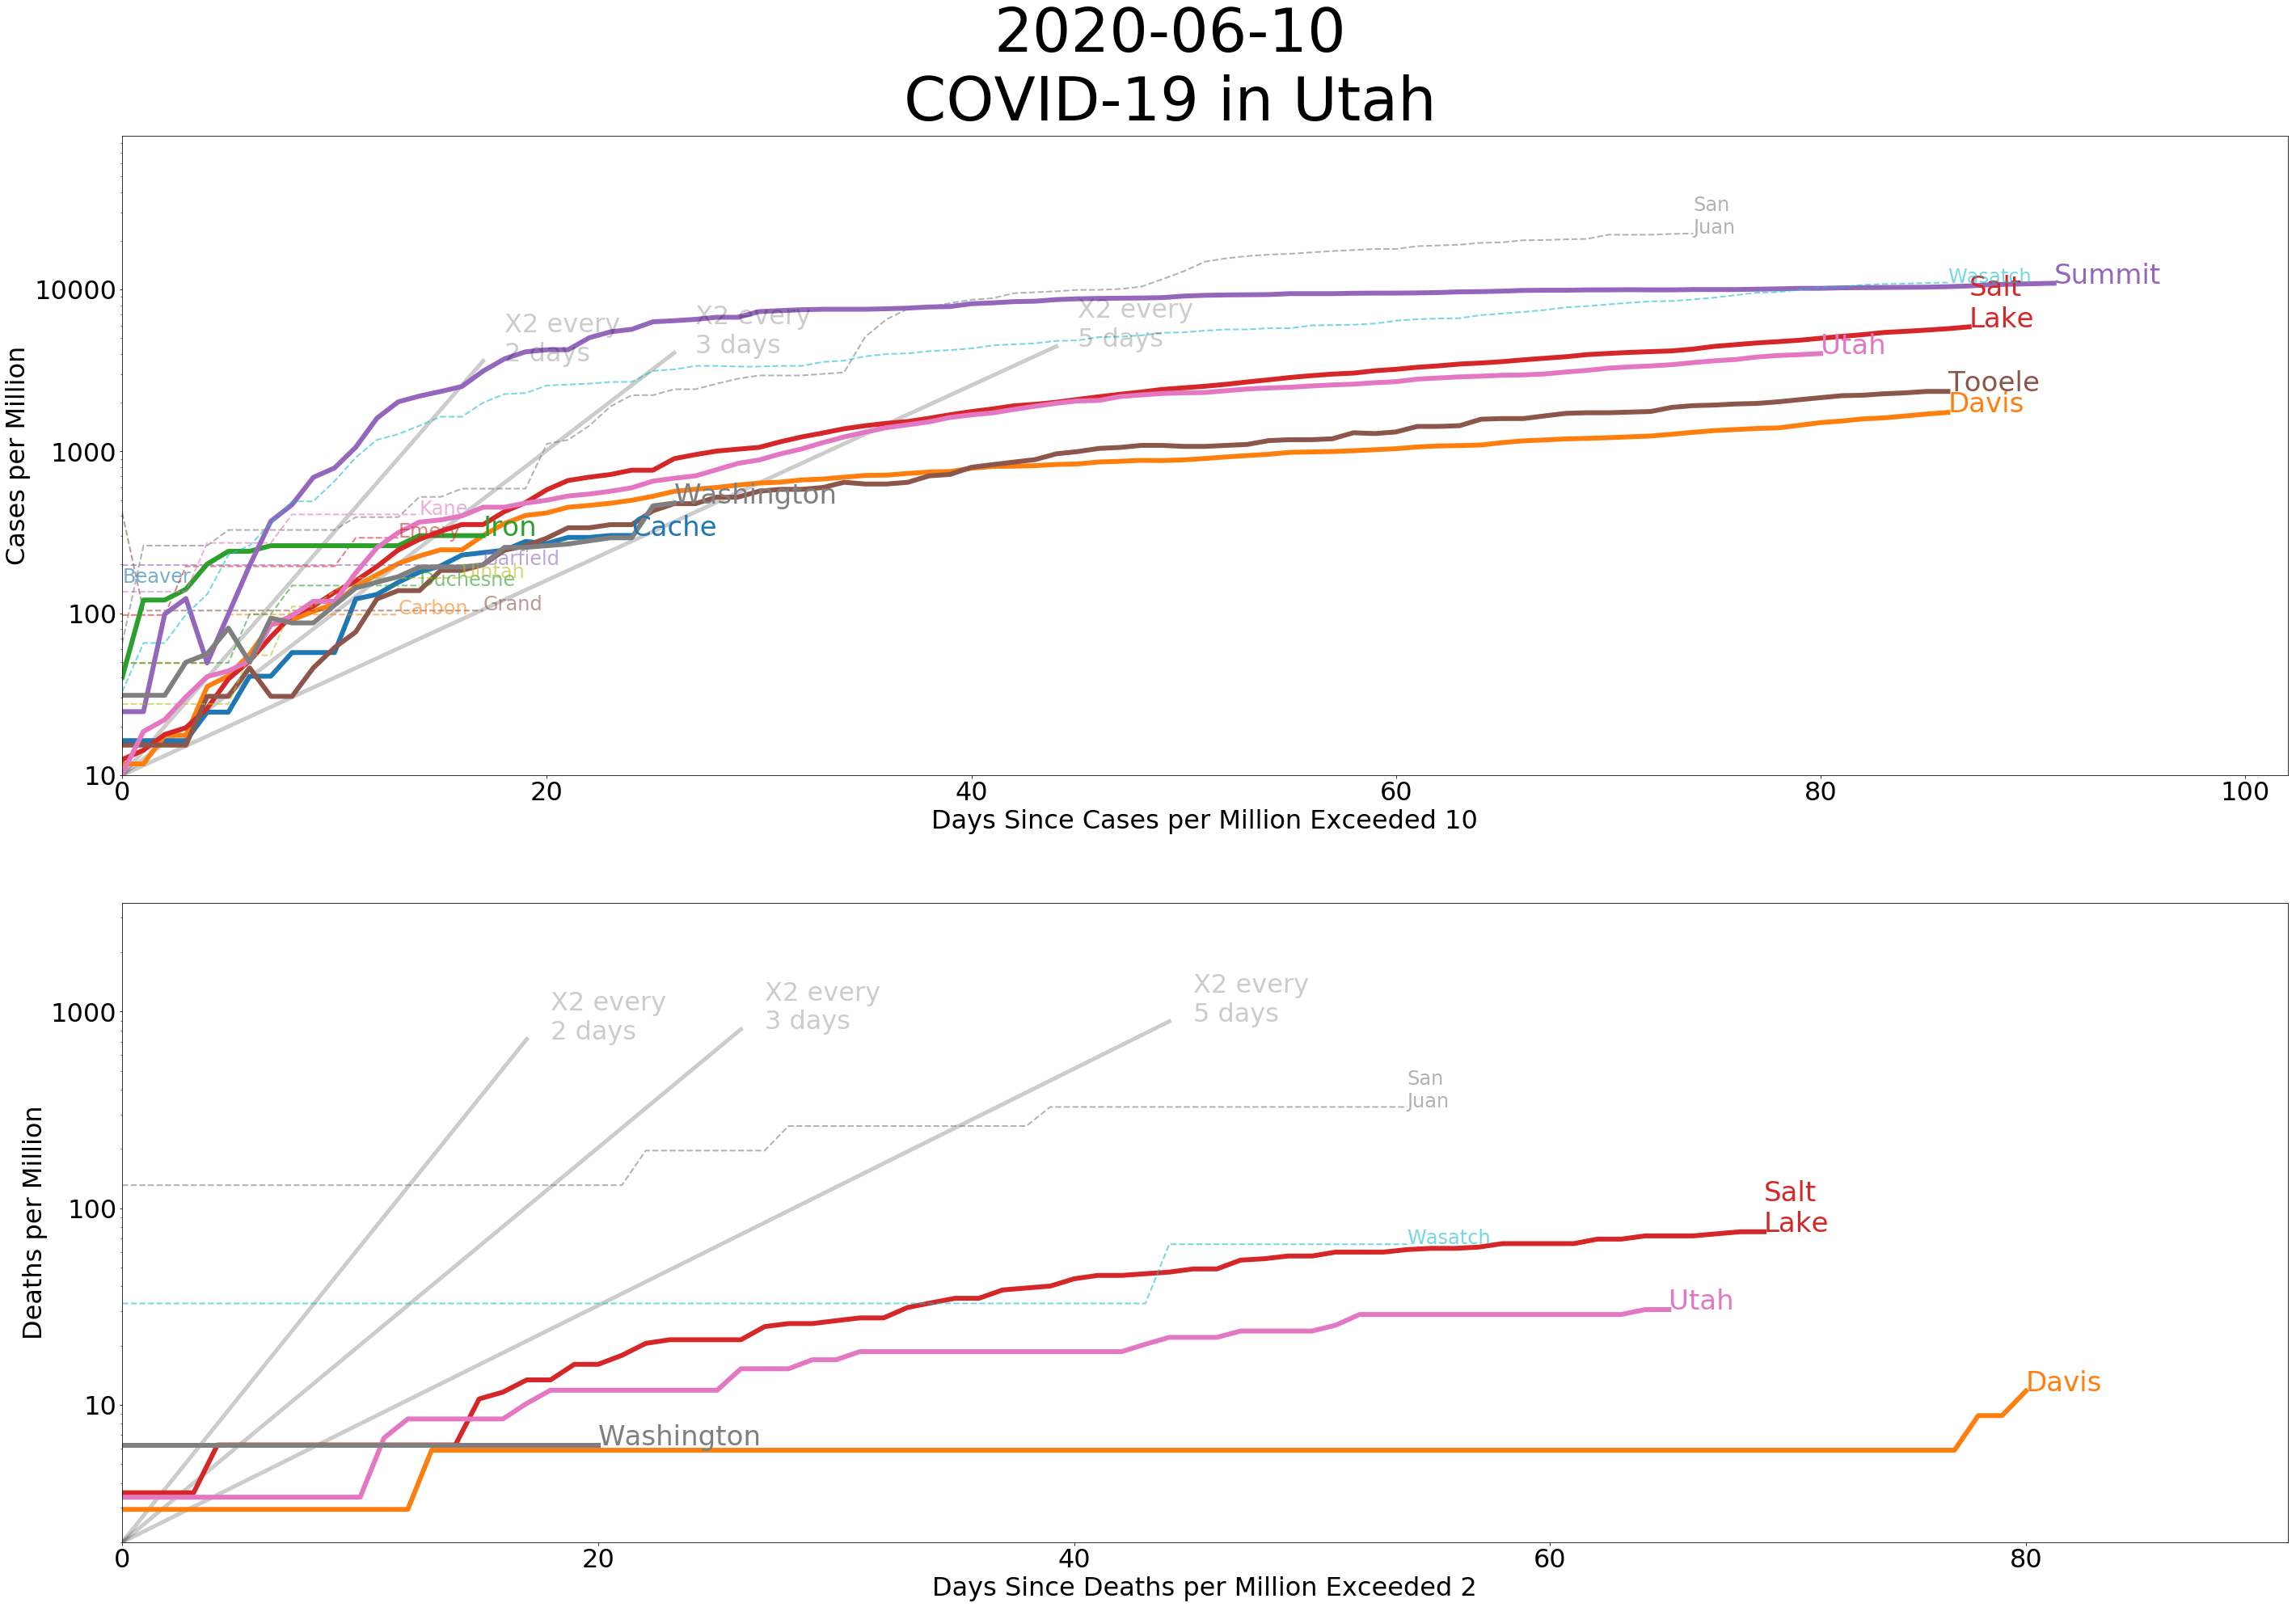 2020-06-10
COVID-19 in Utah
Cases per Million
10000
1000
100
10
San
Juan
Wasatch
Summit
Salt
Lake
Utah
Tooele
Davis
X2 every
2 days
X2 every
3 days
X2 every
5 days
Washington
Kane
Emery
Iron
Cache
Garfield
Beaver
Uintah
Duchesne
Carbon
Grand
0
20
40
60
80
100
Days Since Cases per Million Exceeded 10
Deaths per Million
1000
100
10
X2 every
2 days
X2 every
3 days
X2 every
5 days
San
Juan
Salt
Lake
Wasatch
Utah
Davis
Washington
0
20
40
60
80
Days Since Deaths per Million Exceeded 2